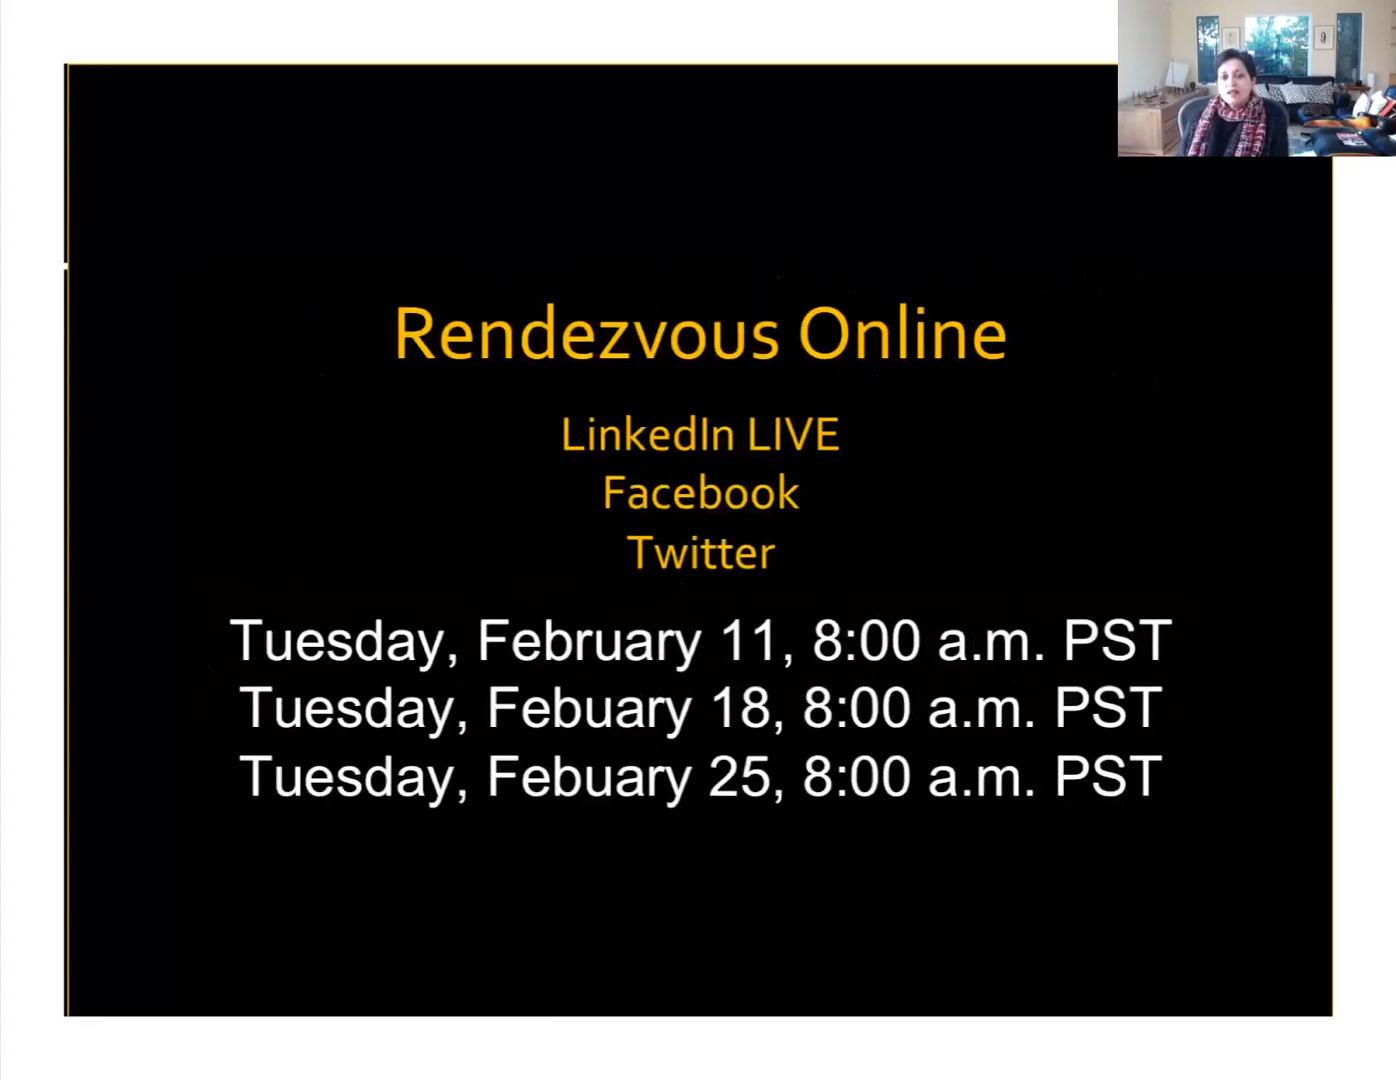 Rendezvous Online
LinkedIn LIVE
Facebook
Twitter
Tuesday, February 11, 8:00 a.m. PST
Tuesday, Febuary 18, 8:00 a.m. PST
Tuesday, Febuary 25, 8:00 a.m. PST